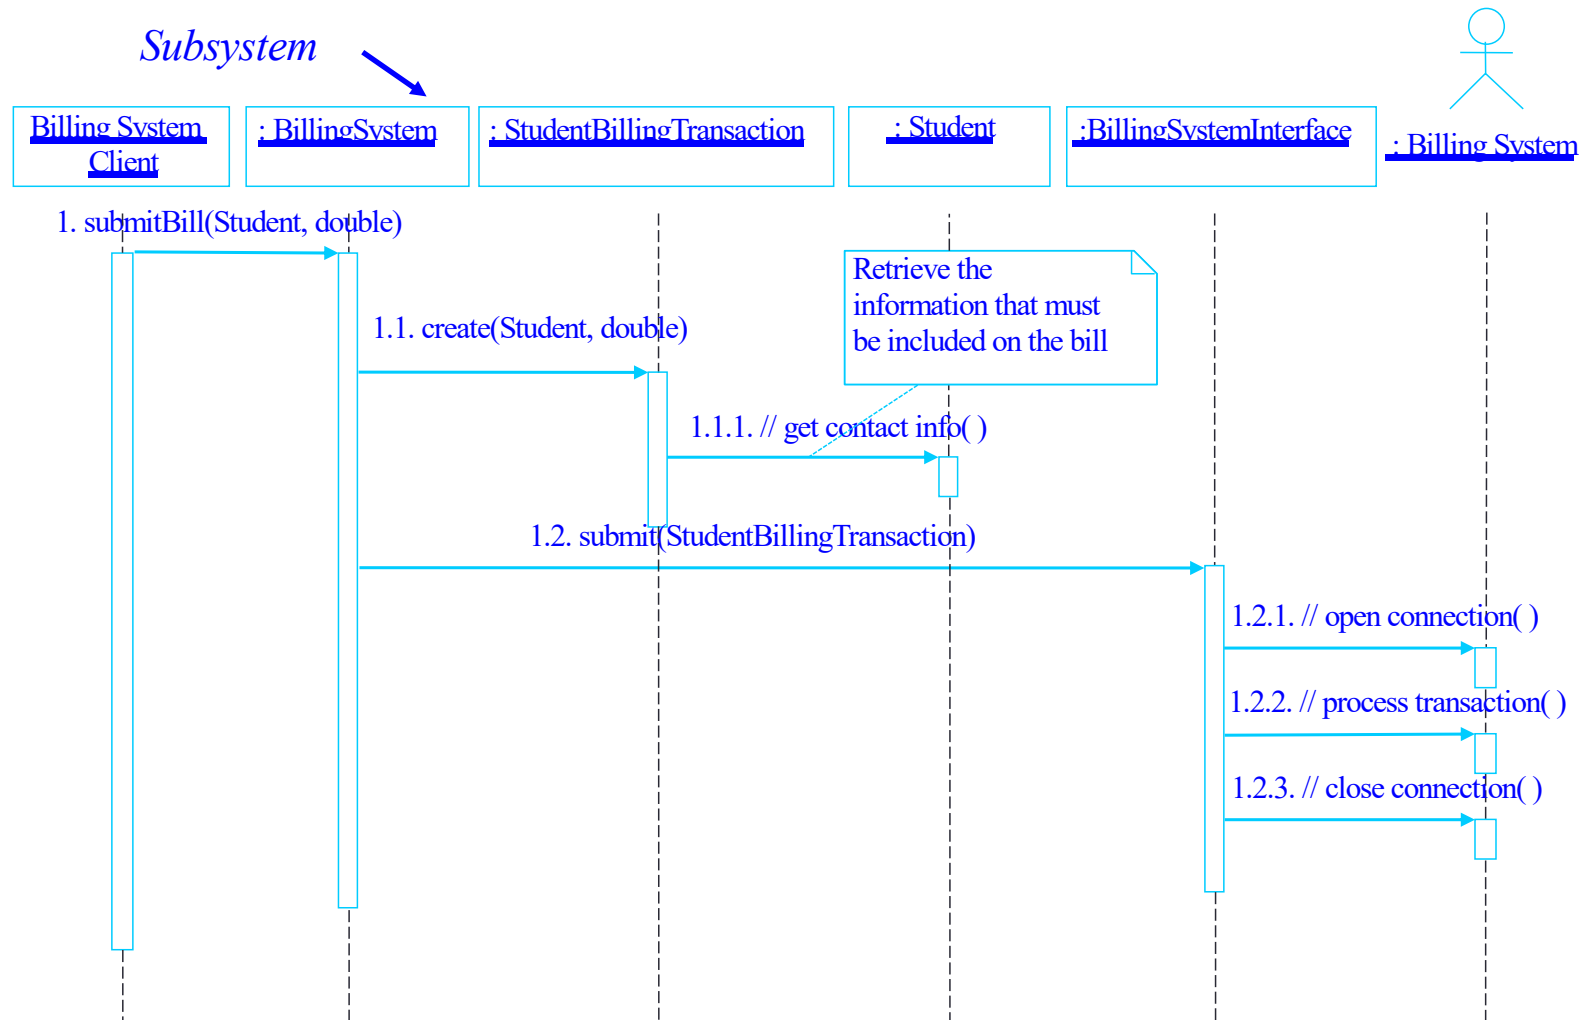 Subsystem
Billing System
Client
: BillingSystem
: StudentBillingTransaction
: Student
:BillingSystemInterface
: Billing System
1. submitBill(Student, double)
Retrieve the
information that must
be included on the bill
1.1. create(Student, double)
1.1.1. // get contact info( )
1.2. submit(StudentBillingTransaction)
1.2.1. // open connection( )
1.2.2. // process transaction( )
1.2.3. // close connection( )